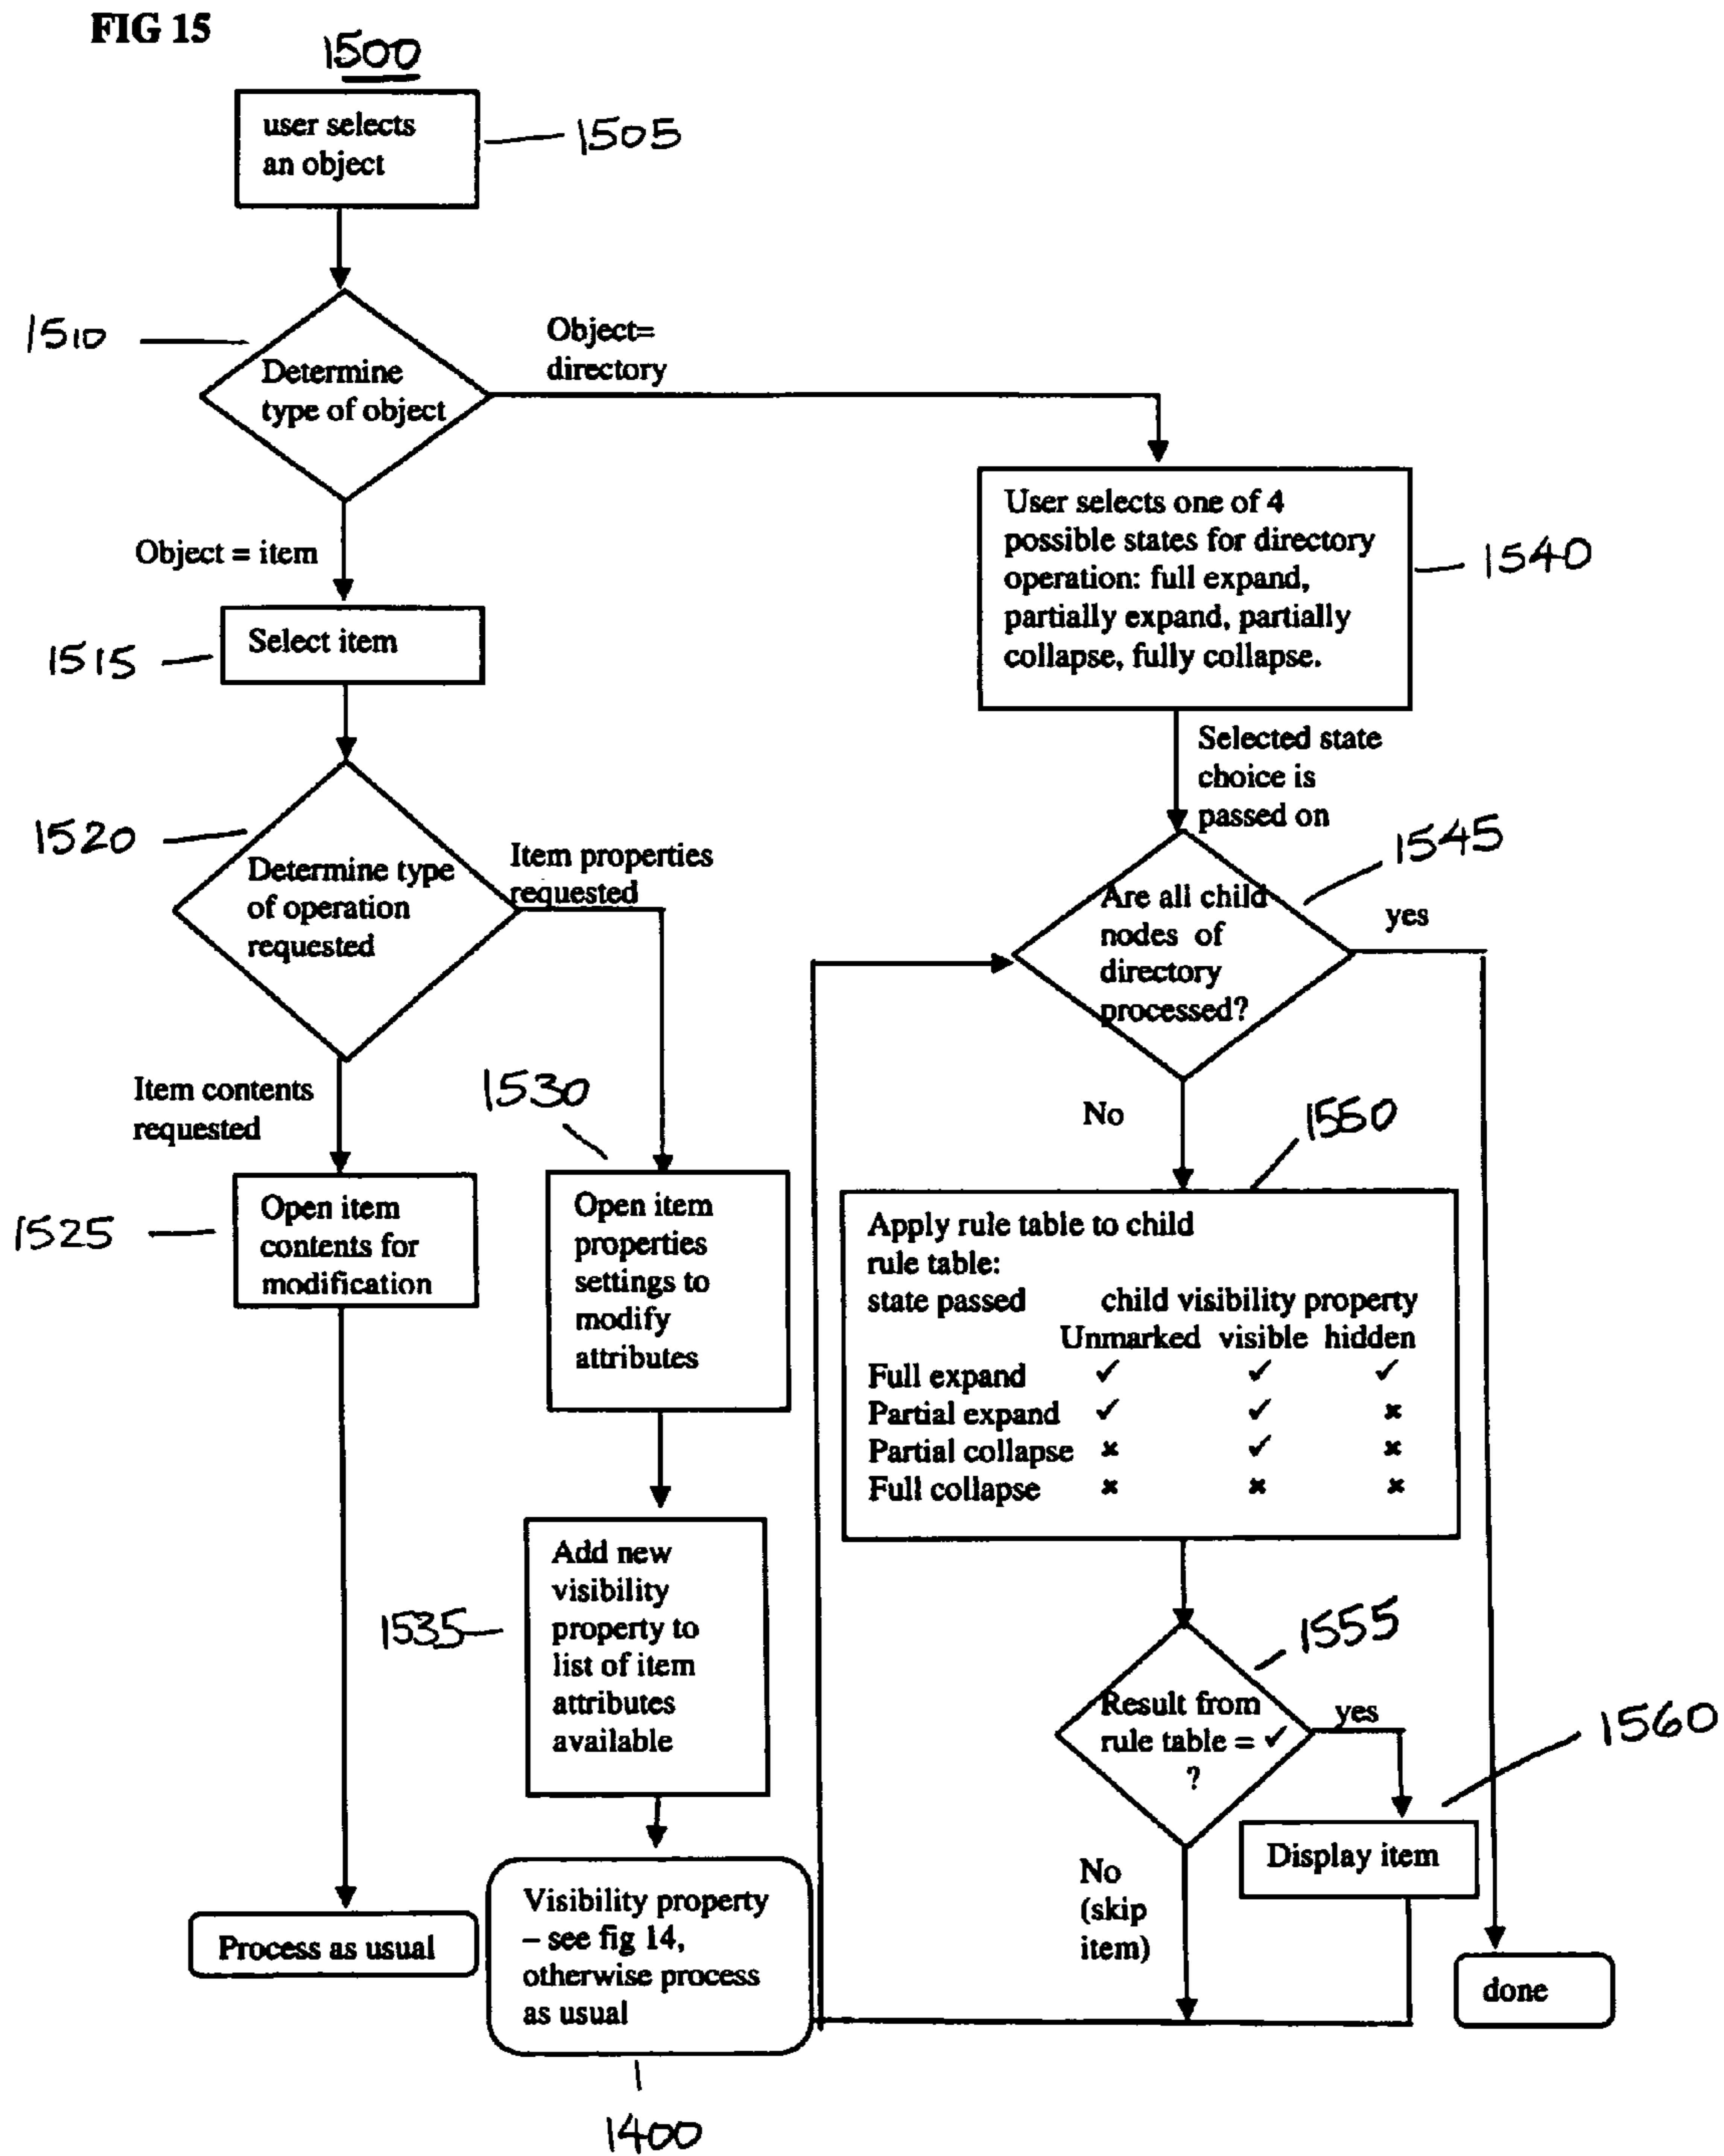 FIG 15
1500
user selects
an object
1505
1510
Determine
type of object
Object=
directory
Object = item
1515
Select item
User selects one of 4
possible states for directory
operation: full expand,
partially expand, partially
collapse, fully collapse.
1540
Selected state
choice is
passed on
1520
Determine type
of operation
requested
Item properties
requested
1545
Are all child
nodes of
directory
processed?
yes
No
Item contents
requested
1530
1550
1525
Open item
contents for
modification
Open item
properties
settings to
modify
attributes
Apply rule table to child
rule table:
state passed child visibility property
Unmarked visible hidden
Full expand ✓ ✓ ✓
Partial expand ✓ ✓ ×
Partial collapse × ✓ ×
Full collapse × × ×
1535
Add new
visibility
property to
list of item
attributes
available
1555
Result from
rule table = ✓
?
yes
1560
Display item
No
(skip
item)
Process as usual
Visibility property
– see fig 14,
otherwise process
as usual
done
1400